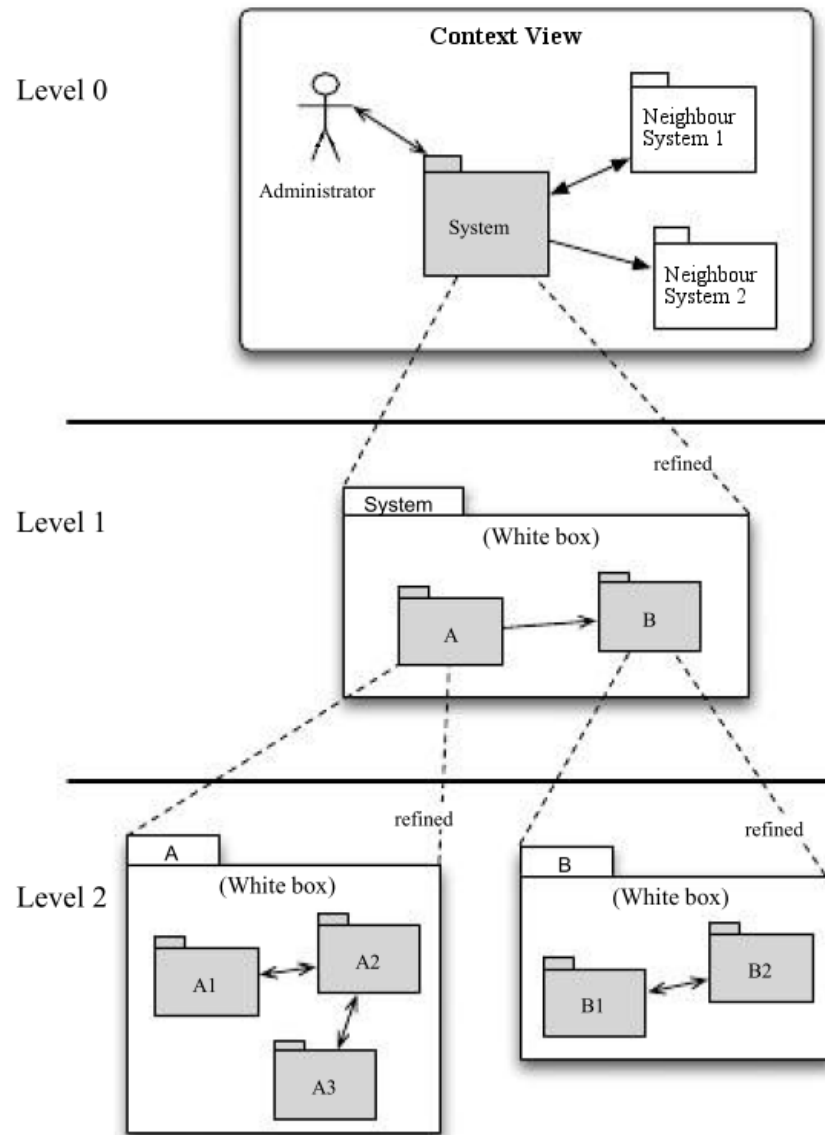 Context View
Level 0
Neighbour
System 1
Administrator
System
Neighbour
System 2
refined
Level 1
System
(White box)
A
B
refined
refined
A
B
Level 2
(White box)
(White box)
A1
A2
A3
B1
B2